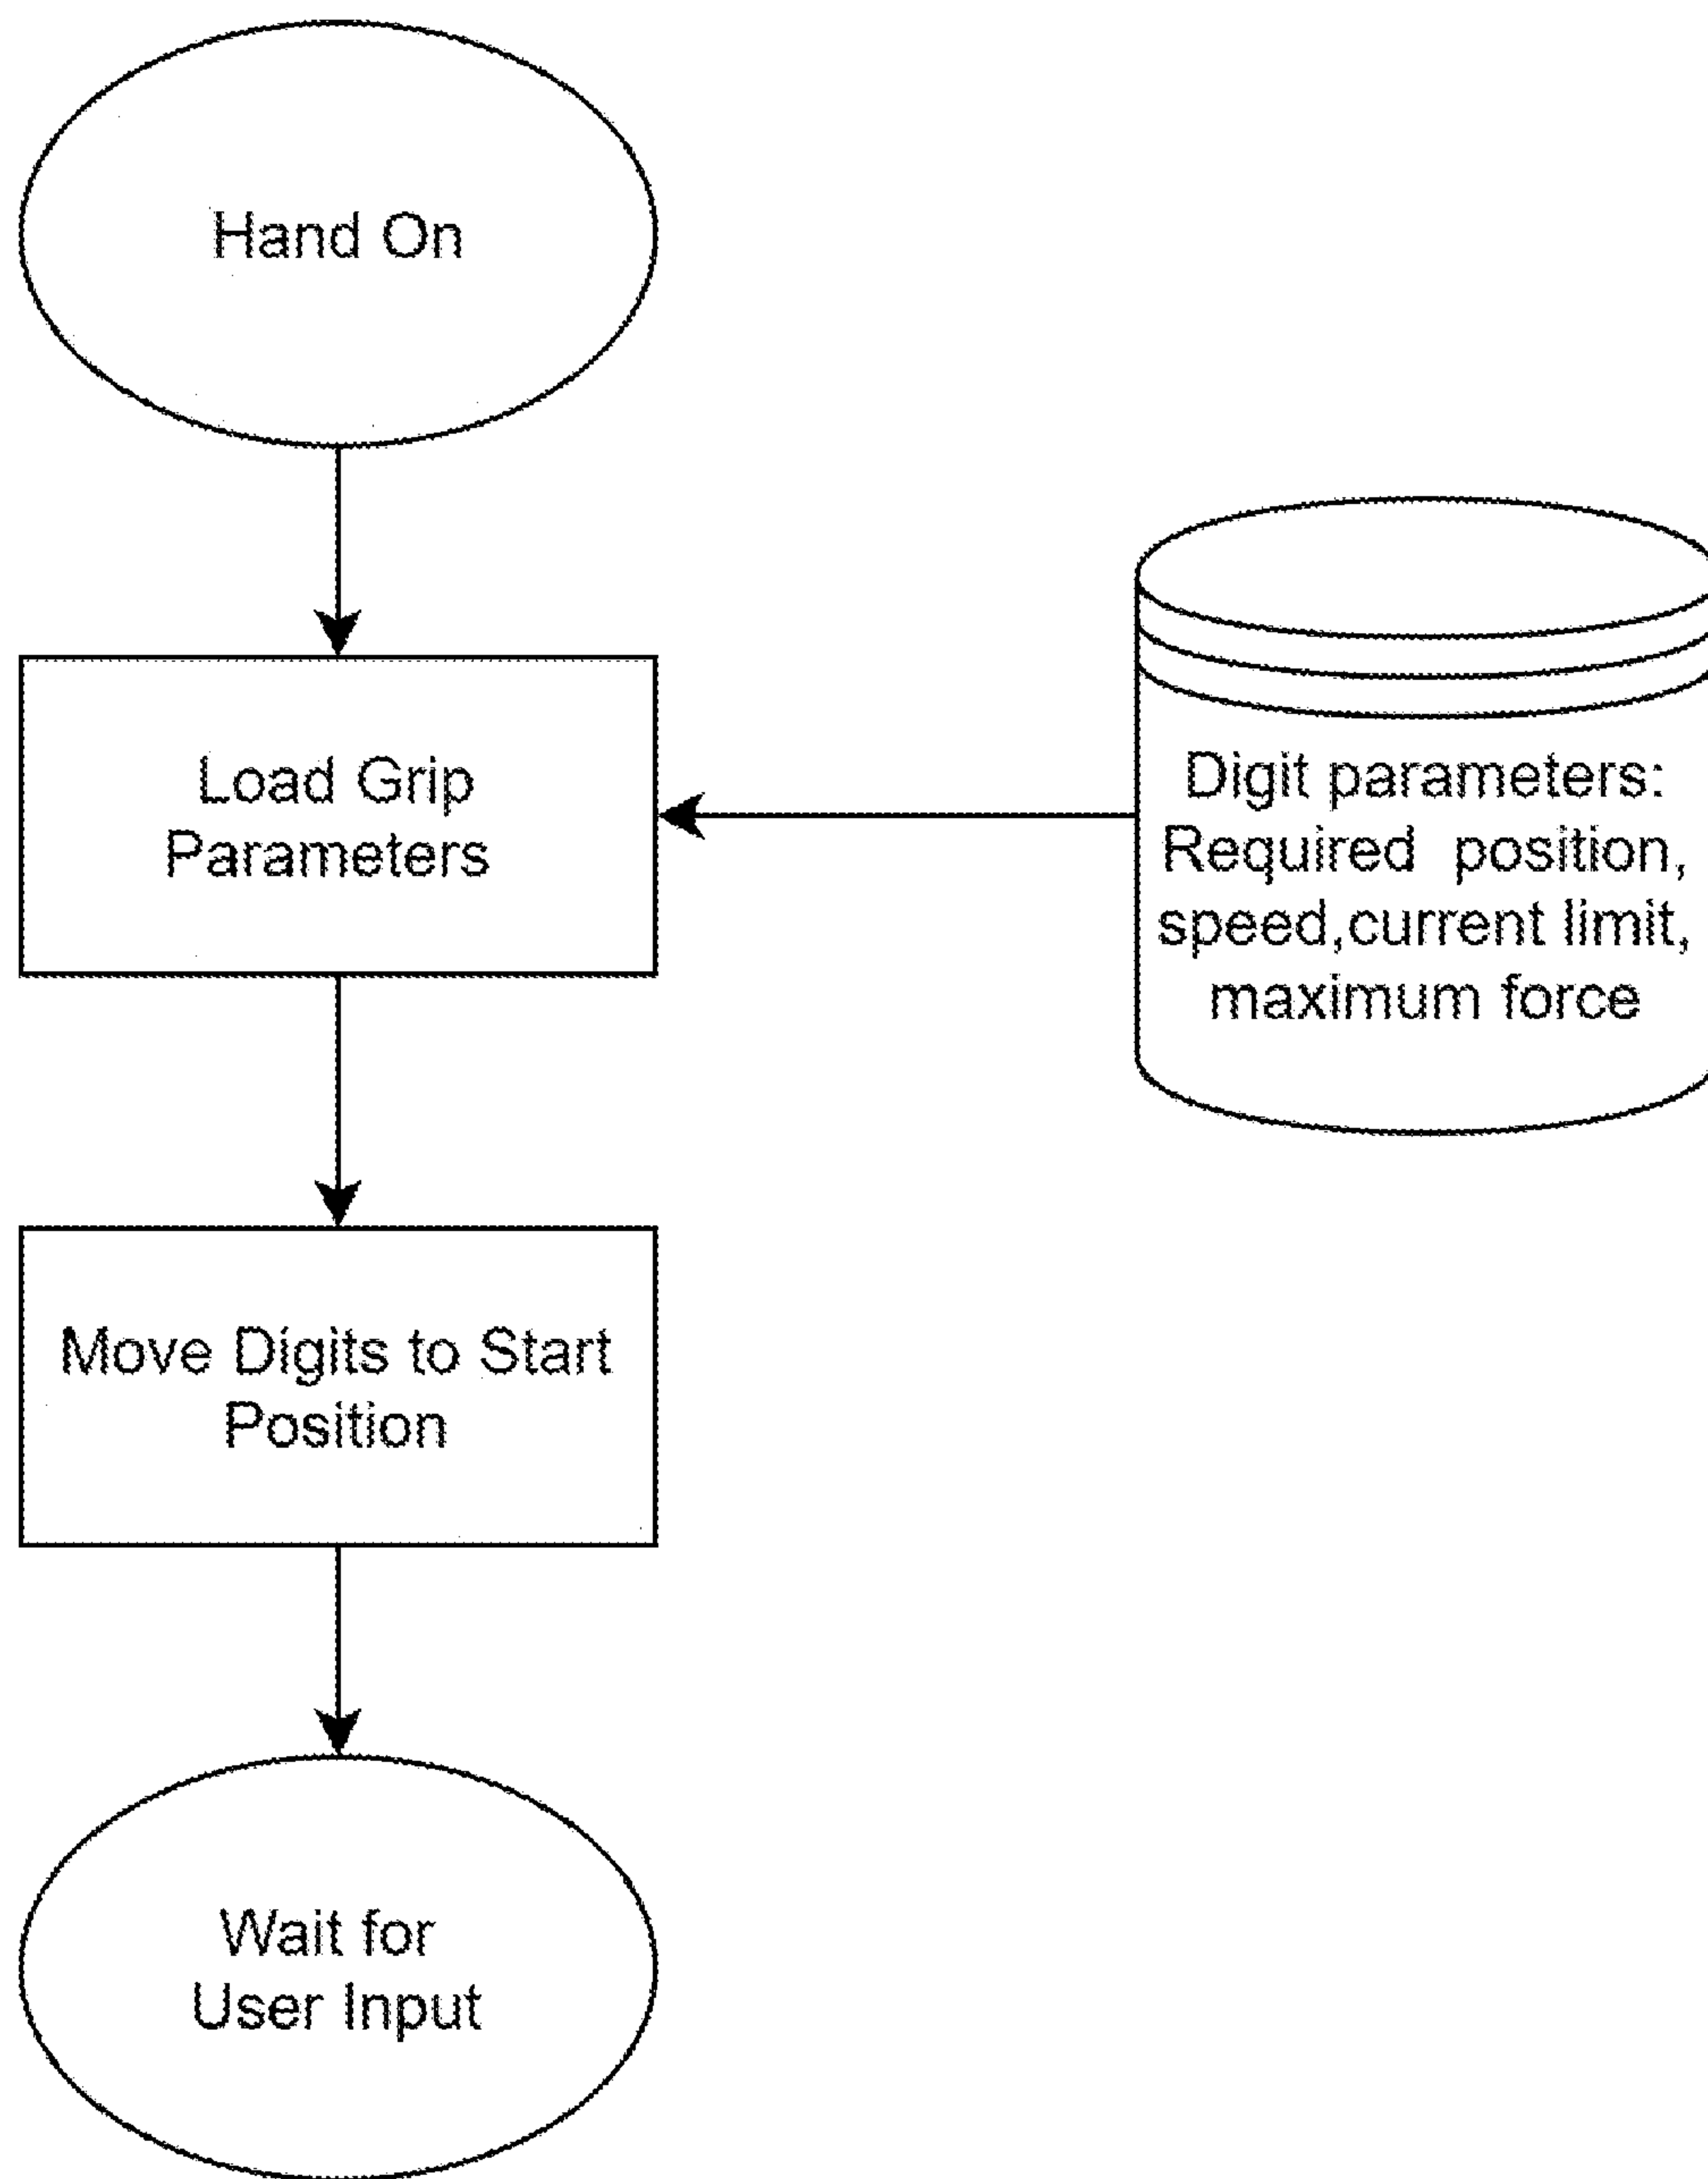 Hand On
Load Grip
Parameters
Digit parameters:
Required position,
speed,current limit,
maximum force
Move Digits to Start
Position
Wait for
User Input